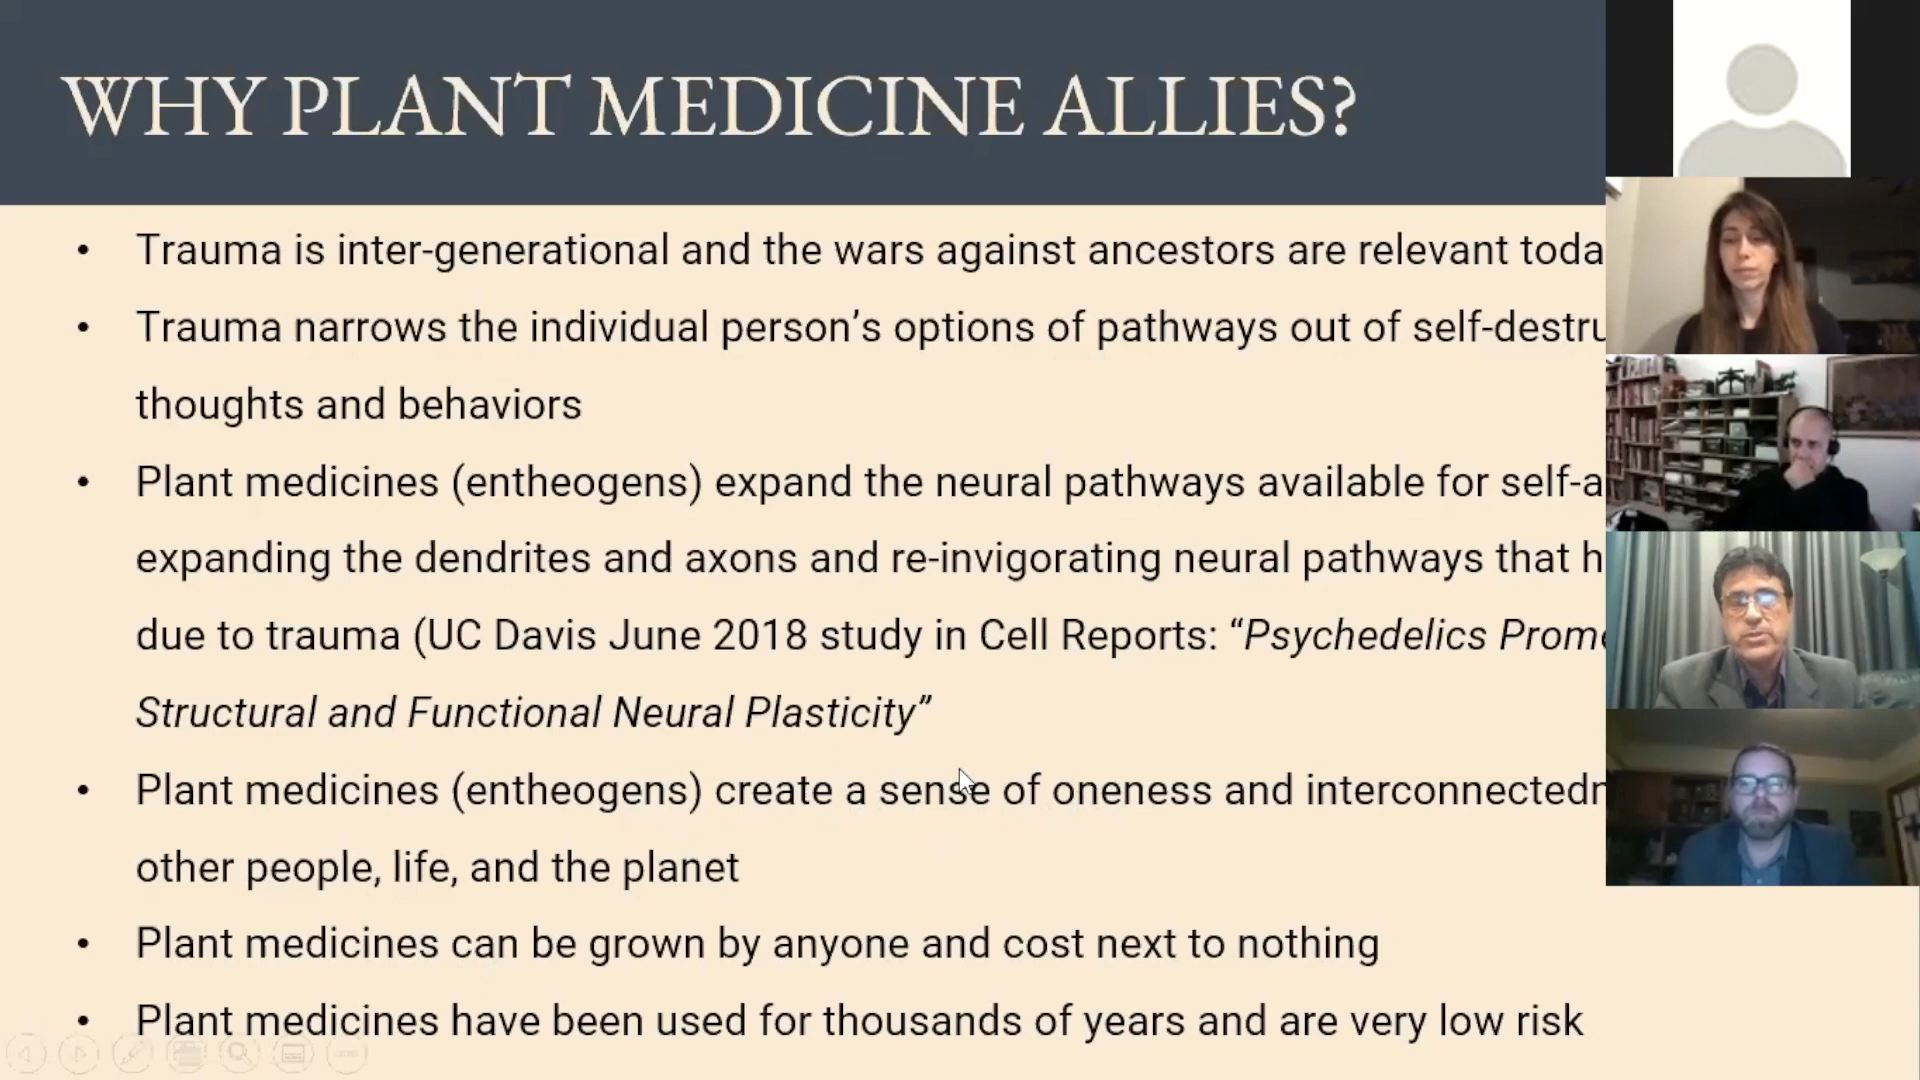 WHY PLANT MEDICINE ALLIES?
• Trauma is inter-generational and the wars against ancestors are relevant toda
• Trauma narrows the individual person’s options of pathways out of self-destru
thoughts and behaviors
• Plant medicines (entheogens) expand the neural pathways available for self-a
expanding the dendrites and axons and re-invigorating neural pathways that h
due to trauma (UC Davis June 2018 study in Cell Reports: “Psychedelics Prom
Structural and Functional Neural Plasticity”
• Plant medicines (entheogens) create a sense of oneness and interconnectedn
other people, life, and the planet
• Plant medicines can be grown by anyone and cost next to nothing
• Plant medicines have been used for thousands of years and are very low risk